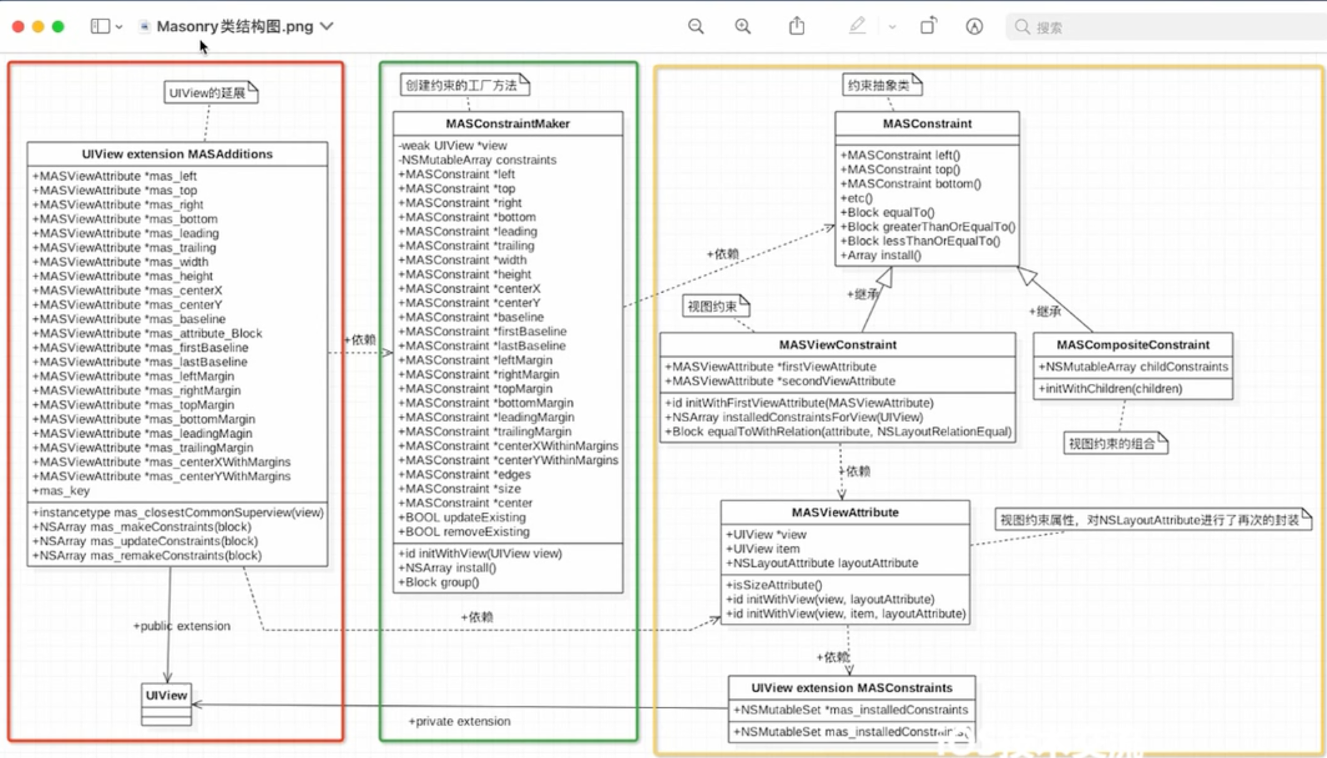 Masonry类结构图.png
搜索
UIView的延展
UIView extension MASAdditions
+MASViewAttribute *mas_left
+MASViewAttribute *mas_top
+MASViewAttribute *mas_right
+MASViewAttribute *mas_bottom
+MASViewAttribute *mas_leading
+MASViewAttribute *mas_trailing
+MASViewAttribute *mas_width
+MASViewAttribute *mas_height
+MASViewAttribute *mas_centerX
+MASViewAttribute *mas_centerY
+MASViewAttribute *mas_baseline
+MASViewAttribute *mas_attribute_Block
+MASViewAttribute *mas_firstBaseline
+MASViewAttribute *mas_lastBaseline
+MASViewAttribute *mas_leftMargin
+MASViewAttribute *mas_rightMargin
+MASViewAttribute *mas_topMargin
+MASViewAttribute *mas_bottomMargin
+MASViewAttribute *mas_leadingMagin
+MASViewAttribute *mas_trailingMargin
+MASViewAttribute *mas_centerXWithMargins
+MASViewAttribute *mas_centerYWithMargins
+mas_key
+instancetype mas_closestCommonSuperview(view)
+NSArray mas_makeConstraints(block)
+NSArray mas_updateConstraints(block)
+NSArray mas_remakeConstraints(block)
+public extension
UIView
+依赖
创建约束的工厂方法
MASConstraintMaker
-weak UIView *view
-NSMutableArray constraints
+MASConstraint *left
+MASConstraint *top
+MASConstraint *right
+MASConstraint *bottom
+MASConstraint *leading
+MASConstraint *trailing
+MASConstraint *width
+MASConstraint *height
+MASConstraint *centerX
+MASConstraint *centerY
+MASConstraint *baseline
+MASConstraint *firstBaseline
+MASConstraint *lastBaseline
+MASConstraint *leftMargin
+MASConstraint *rightMargin
+MASConstraint *topMargin
+MASConstraint *bottomMargin
+MASConstraint *leadingMargin
+MASConstraint *trailingMargin
+MASConstraint *centerXWithinMargins
+MASConstraint *centerYWithinMargins
+MASConstraint *edges
+MASConstraint *size
+MASConstraint *center
+BOOL updateExisting
+BOOL removeExisting
+id initWithView(UIView view)
+NSArray install()
+Block group()
+依赖
+private extension
约束抽象类
MASConstraint
+MASConstraint left()
+MASConstraint top()
+MASConstraint bottom()
+etc()
+Block equalTo()
+Block greaterThanOrEqualTo()
+Block lessThanOrEqualTo()
+Array install()
+依赖
+继承
+继承
视图约束
MASViewConstraint
+MASViewAttribute *firstViewAttribute
+MASViewAttribute *secondViewAttribute
+id initWithFirstViewAttribute(MASViewAttribute)
+NSArray installedConstraintsForView(UIView)
+Block equalToWithRelation(attribute, NSLayoutRelationEqual)
MASCompositeConstraint
+NSMutableArray childConstraints
+initWithChildren(children)
视图约束的组合
+依赖
MASViewAttribute
+UIView *view
+UIView item
+NSLayoutAttribute layoutAttribute
+isSizeAttribute()
+id initWithView(view, layoutAttribute)
+id initWithView(view, item, layoutAttribute)
视图约束属性，对NSLayoutAttribute进行了再次的封装
+依赖
UIView extension MASConstraints
+NSMutableSet *mas_installedConstraints
+NSMutableSet mas_installedConstraints